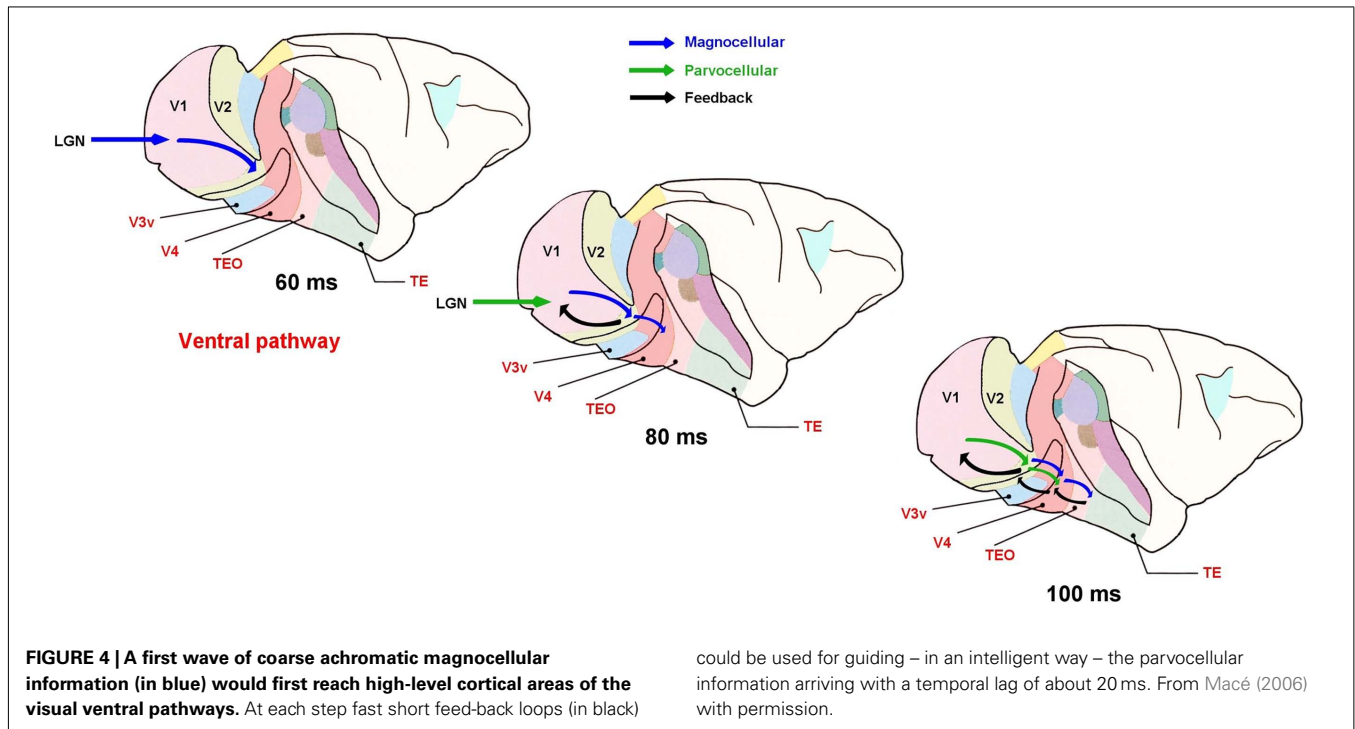 Magnocellular
Parvocellular
Feedback
V1
V2
LGN
V3v
V4
TEO
TE
60 ms
Ventral pathway
V1
V2
LGN
V3v
V4
TEO
TE
80 ms
V1
V2
V3v
V4
TEO
TE
100 ms
FIGURE 4 | A first wave of coarse achromatic magnocellular
information (in blue) would first reach high-level cortical areas of the
visual ventral pathways. At each step fast short feed-back loops (in black)
could be used for guiding – in an intelligent way – the parvocellular
information arriving with a temporal lag of about 20 ms. From Macé (2006)
with permission.